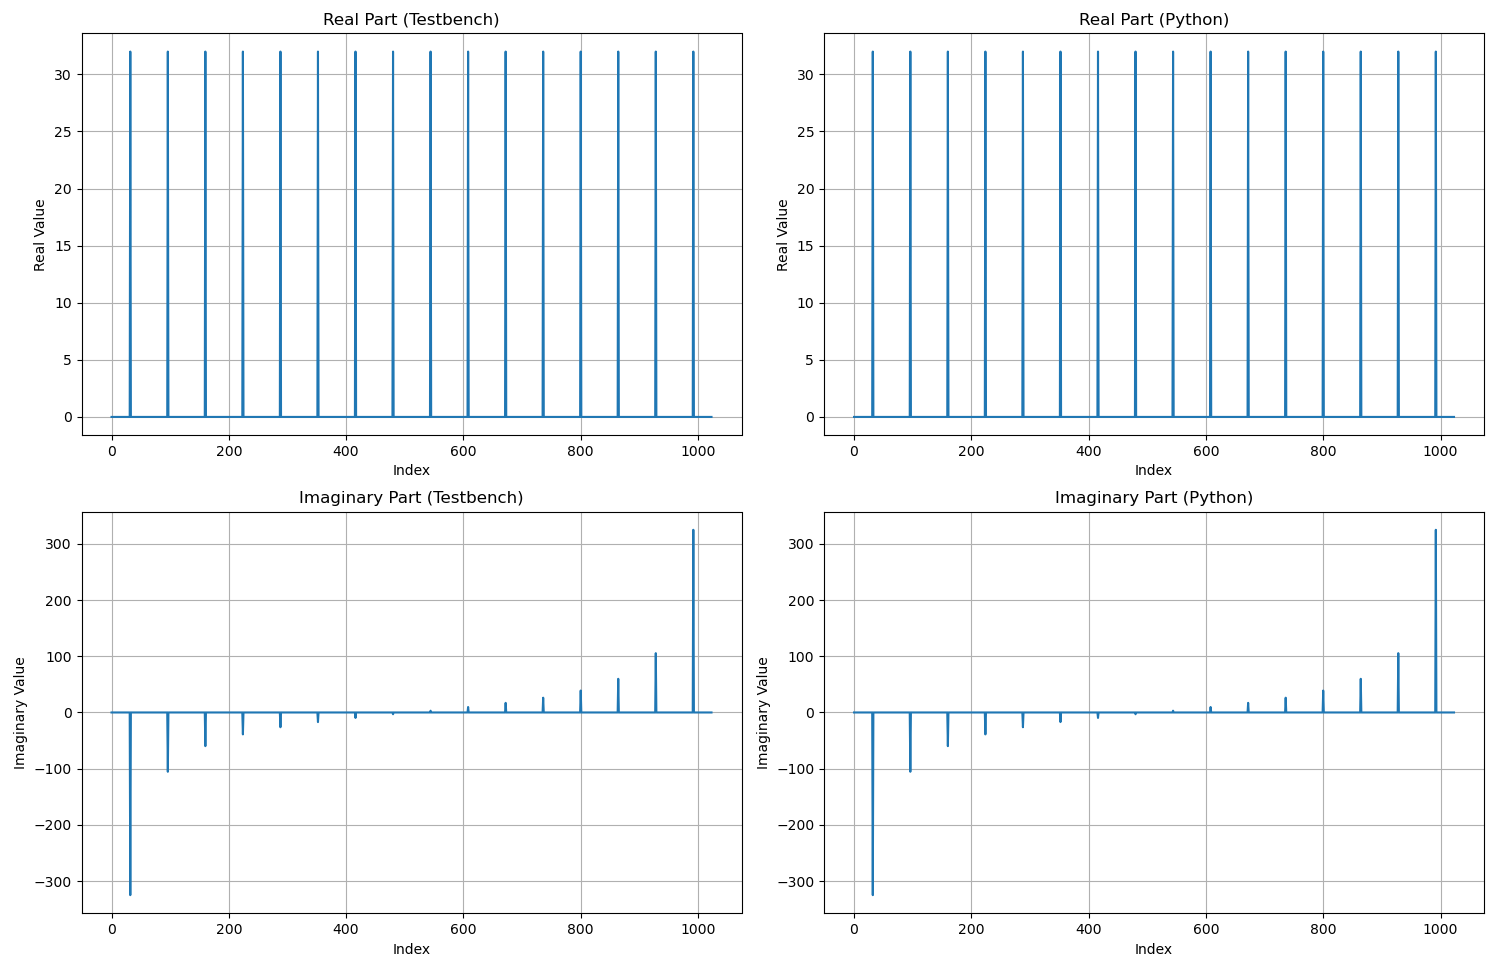 Real Part (Testbench)
Real Value
30
25
20
15
10
5
0
0 200 400 600 800 1000
Index
Real Part (Python)
Real Value
30
25
20
15
10
5
0
0 200 400 600 800 1000
Index
Imaginary Part (Testbench)
Imaginary Value
300
200
100
0
−100
−200
−300
0 200 400 600 800 1000
Index
Imaginary Part (Python)
Imaginary Value
300
200
100
0
−100
−200
−300
0 200 400 600 800 1000
Index